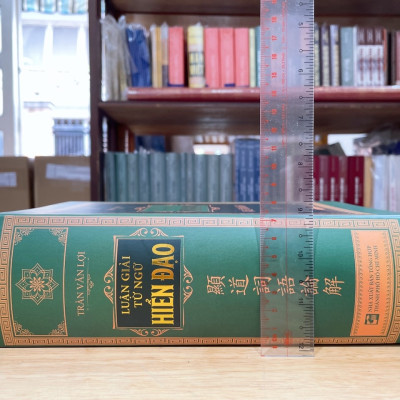 TRẦN VĂN LỢI
LUẬN GIẢI
TỪ NGỮ
HIỂN ĐẠO
顯道詞語論解